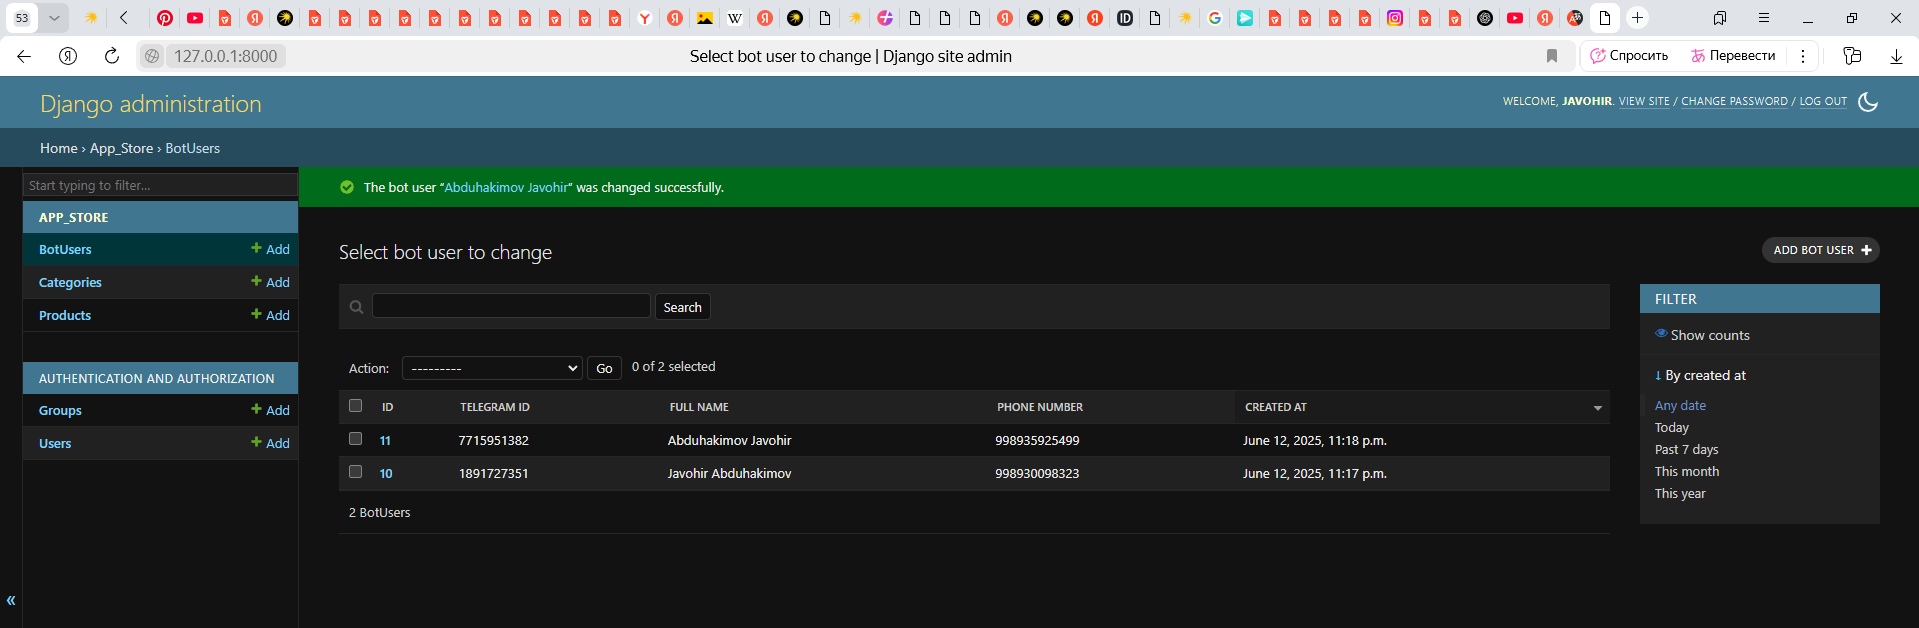 53
127.0.0.1:8000
Select bot user to change | Django site admin
Спросить
Перевести
Django administration
WELCOME, JAVOHIR. VIEW SITE / CHANGE PASSWORD / LOG OUT
Home › App_Store › BotUsers
Start typing to filter...
The bot user “Abduhakimov Javohir” was changed successfully.
APP_STORE
BotUsers + Add
Categories + Add
Products + Add
AUTHENTICATION AND AUTHORIZATION
Groups + Add
Users + Add
Select bot user to change
ADD BOT USER +
Search
Action: --------- Go 0 of 2 selected
ID TELEGRAM ID FULL NAME PHONE NUMBER CREATED AT
11 7715951382 Abduhakimov Javohir 998935925499 June 12, 2025, 11:18 p.m.
10 1891727351 Javohir Abduhakimov 998930098323 June 12, 2025, 11:17 p.m.
2 BotUsers
FILTER
Show counts
↓ By created at
Any date
Today
Past 7 days
This month
This year
«